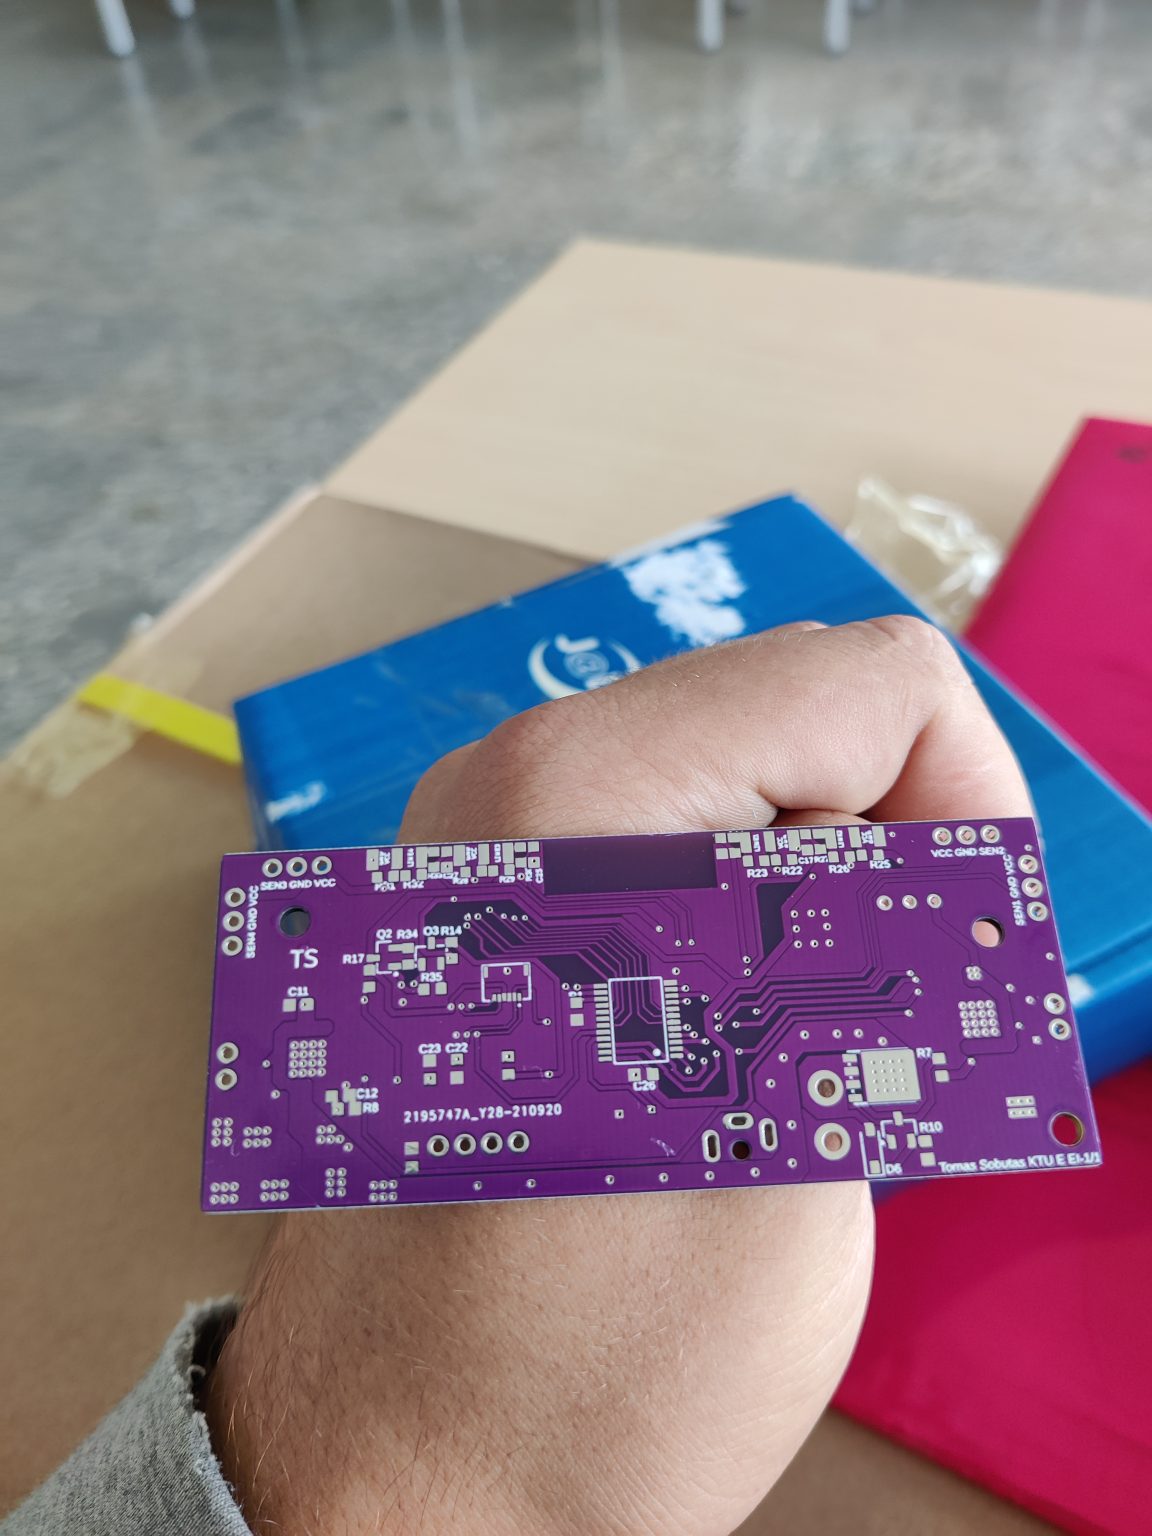 VCC GND SEN2
R23
R22
R26
R25
SEN3 GND VCC
R32
SEN4 GND VCC
SEN1 GND VCC
Q2
R34
R14
TS
R17
R35
C11
C23
C22
C26
R7
C12
R8
2195747A_Y28-210920
R10
D6
Tomas Sobutas KTU E EI-1/1